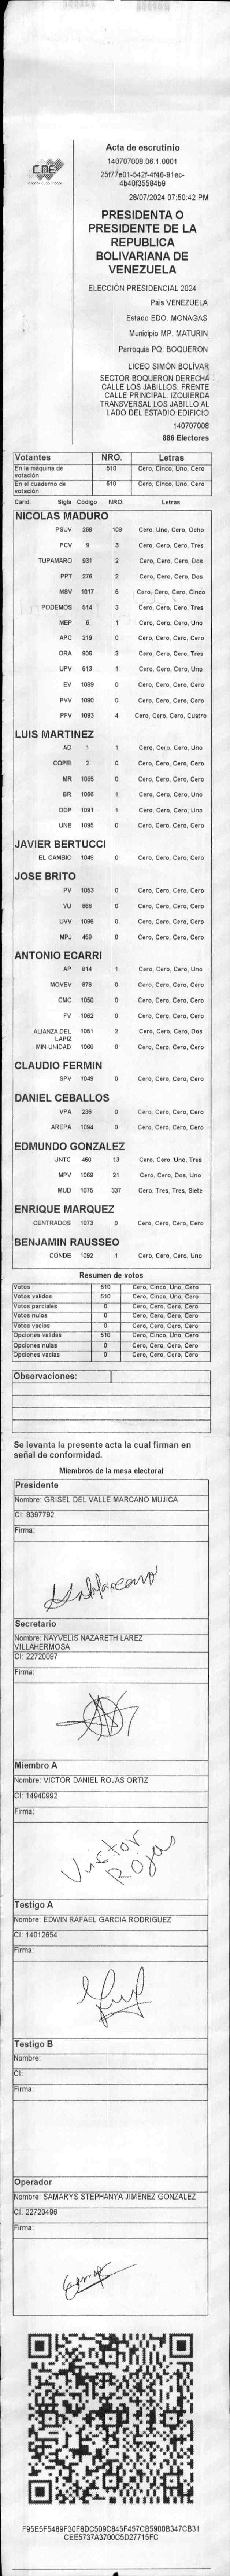 CNE
Acta de escrutinio
140707008.06.1.0001
25f77e01-542f-4f46-91ec-
4b40f35584b9
28/07/2024 07:50:42 PM
PRESIDENTA O
PRESIDENTE DE LA
REPUBLICA
BOLIVARIANA DE
VENEZUELA
ELECCIÓN PRESIDENCIAL 2024
Pais VENEZUELA
Estado EDO. MONAGAS
Municipio MP. MATURIN
Parroquia PQ. BOQUERON
LICEO SIMÓN BOLÍVAR
SECTOR BOQUERON DERECHA
CALLE LOS JABILLOS. FRENTE
CALLE PRINCIPAL. IZQUIERDA
TRANSVERSAL LOS JABILLO AL
LADO DEL ESTADIO EDIFICIO
140707008
886 Electores
Votantes NRO. Letras
En la máquina de votación 510 Cero, Cinco, Uno, Cero
En el cuaderno de votación 510 Cero, Cinco, Uno, Cero
Cand. Sigla Código NRO. Letras
NICOLAS MADURO
PSUV 269 108 Cero, Uno, Cero, Ocho
PCV 9 3 Cero, Cero, Cero, Tres
TUPAMARO 931 2 Cero, Cero, Cero, Dos
PPT 276 2 Cero, Cero, Cero, Dos
MSV 1017 5 Cero, Cero, Cero, Cinco
PODEMOS 514 3 Cero, Cero, Cero, Tres
MEP 6 1 Cero, Cero, Cero, Uno
APC 219 0 Cero, Cero, Cero, Cero
ORA 906 3 Cero, Cero, Cero, Tres
UPV 513 1 Cero, Cero, Cero, Uno
EV 1089 0 Cero, Cero, Cero, Cero
PVV 1090 0 Cero, Cero, Cero, Cero
PFV 1093 4 Cero, Cero, Cero, Cuatro
LUIS MARTINEZ
AD 1 1 Cero, Cero, Cero, Uno
COPEI 2 0 Cero, Cero, Cero, Cero
MR 1065 0 Cero, Cero, Cero, Cero
BR 1066 1 Cero, Cero, Cero, Uno
DDP 1091 1 Cero, Cero, Cero, Uno
UNE 1095 0 Cero, Cero, Cero, Cero
JAVIER BERTUCCI
EL CAMBIO 1048 0 Cero, Cero, Cero, Cero
JOSE BRITO
PV 1053 0 Cero, Cero, Cero, Cero
VU 868 0 Cero, Cero, Cero, Cero
UVV 1096 0 Cero, Cero, Cero, Cero
MPJ 459 0 Cero, Cero, Cero, Cero
ANTONIO ECARRI
AP 814 1 Cero, Cero, Cero, Uno
MOVEV 878 0 Cero, Cero, Cero, Cero
CMC 1050 0 Cero, Cero, Cero, Cero
FV 1062 0 Cero, Cero, Cero, Cero
ALIANZA DEL LAPIZ 1051 2 Cero, Cero, Cero, Dos
MIN UNIDAD 1068 0 Cero, Cero, Cero, Cero
CLAUDIO FERMIN
SPV 1049 0 Cero, Cero, Cero, Cero
DANIEL CEBALLOS
VPA 236 0 Cero, Cero, Cero, Cero
AREPA 1094 0 Cero, Cero, Cero, Cero
EDMUNDO GONZALEZ
UNTC 460 13 Cero, Cero, Uno, Tres
MPV 1069 21 Cero, Cero, Dos, Uno
MUD 1075 337 Cero, Tres, Tres, Siete
ENRIQUE MARQUEZ
CENTRADOS 1073 0 Cero, Cero, Cero, Cero
BENJAMIN RAUSSEO
CONDE 1092 1 Cero, Cero, Cero, Uno
Resumen de votos
Votos 510 Cero, Cinco, Uno, Cero
Votos validos 510 Cero, Cinco, Uno, Cero
Votos parciales 0 Cero, Cero, Cero, Cero
Votos nulos 0 Cero, Cero, Cero, Cero
Votos vacios 0 Cero, Cero, Cero, Cero
Opciones validas 510 Cero, Cinco, Uno, Cero
Opciones nulas 0 Cero, Cero, Cero, Cero
Opciones vacias 0 Cero, Cero, Cero, Cero
Observaciones:
Se levanta la presente acta la cual firman en
señal de conformidad.
Miembros de la mesa electoral
Presidente
Nombre: GRISEL DEL VALLE MARCANO MUJICA
CI: 8397792
Firma:
Secretario
Nombre: NAYVELIS NAZARETH LAREZ
VILLAHERMOSA
CI: 22720097
Firma:
Miembro A
Nombre: VICTOR DANIEL ROJAS ORTIZ
CI: 14940992
Firma:
Victor
Rojas
Testigo A
Nombre: EDWIN RAFAEL GARCIA RODRIGUEZ
CI: 14012654
Firma:
Testigo B
Nombre:
CI:
Firma:
Operador
Nombre: SAMARYS STEPHANYA JIMENEZ GONZALEZ
CI: 22720496
Firma:
F95E5F5489F30F8DC509C845F457CB5900B347CB31
CEE5737A3700C5D27715FC